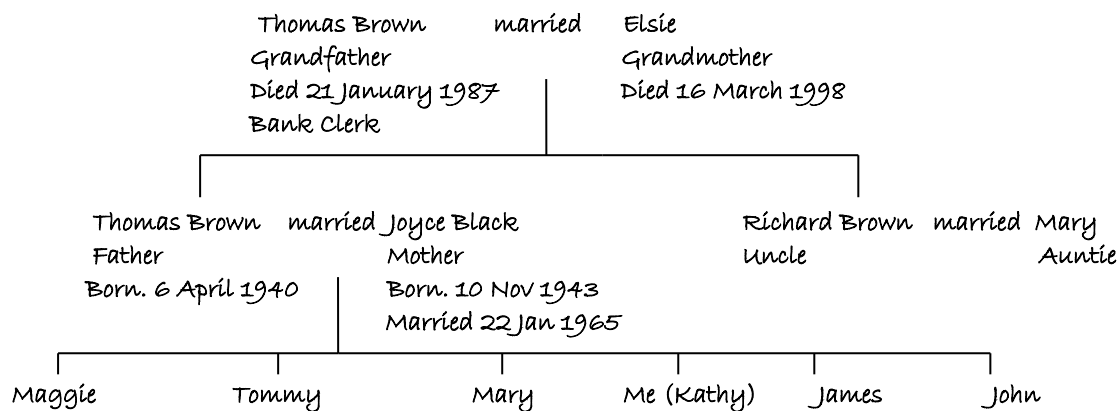 Thomas Brown married Elsie
Grandfather Grandmother
Died 21 January 1987 Died 16 March 1998
Bank Clerk
Thomas Brown married Joyce Black Richard Brown married Mary
Father Mother Uncle Auntie
Born. 6 April 1940 Born. 10 Nov 1943
Married 22 Jan 1965
Maggie Tommy Mary Me (Kathy) James John